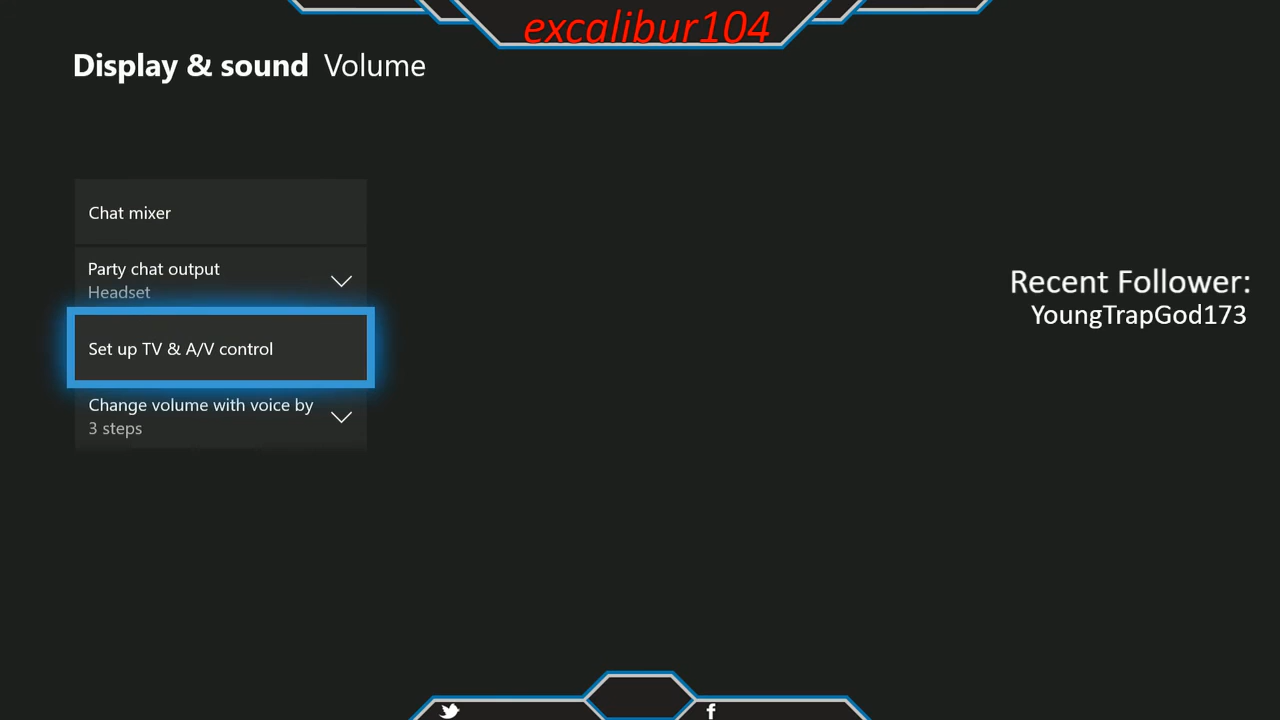 excalibur104
Display & sound Volume
Chat mixer
Party chat output
Headset
Set up TV & A/V control
Change volume with voice by
3 steps
Recent Follower:
YoungTrapGod173